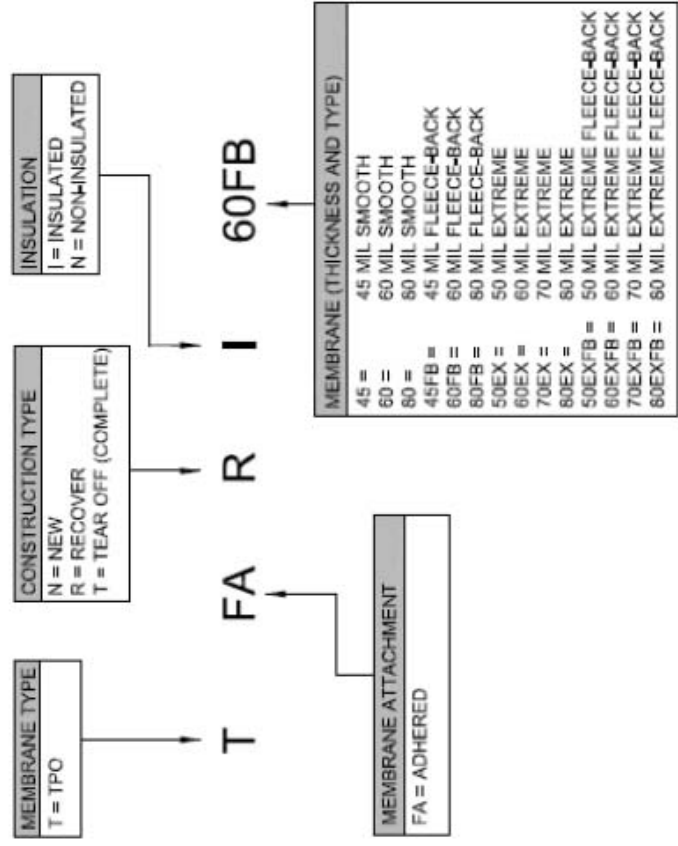 MEMBRANE TYPE
T = TPO
CONSTRUCTION TYPE
N = NEW
R = RECOVER
T = TEAR OFF (COMPLETE)
INSULATION
I = INSULATED
N = NON-INSULATED
T FA R I 60FB
MEMBRANE ATTACHMENT
FA = ADHERED
MEMBRANE (THICKNESS AND TYPE)
45 = 45 MIL SMOOTH
60 = 60 MIL SMOOTH
80 = 80 MIL SMOOTH
45FB = 45 MIL FLEECE-BACK
60FB = 60 MIL FLEECE-BACK
80FB = 80 MIL FLEECE-BACK
50EX = 50 MIL EXTREME
60EX = 60 MIL EXTREME
70EX = 70 MIL EXTREME
80EX = 80 MIL EXTREME
50EXFB = 50 MIL EXTREME FLEECE-BACK
60EXFB = 60 MIL EXTREME FLEECE-BACK
70EXFB = 70 MIL EXTREME FLEECE-BACK
80EXFB = 80 MIL EXTREME FLEECE-BACK